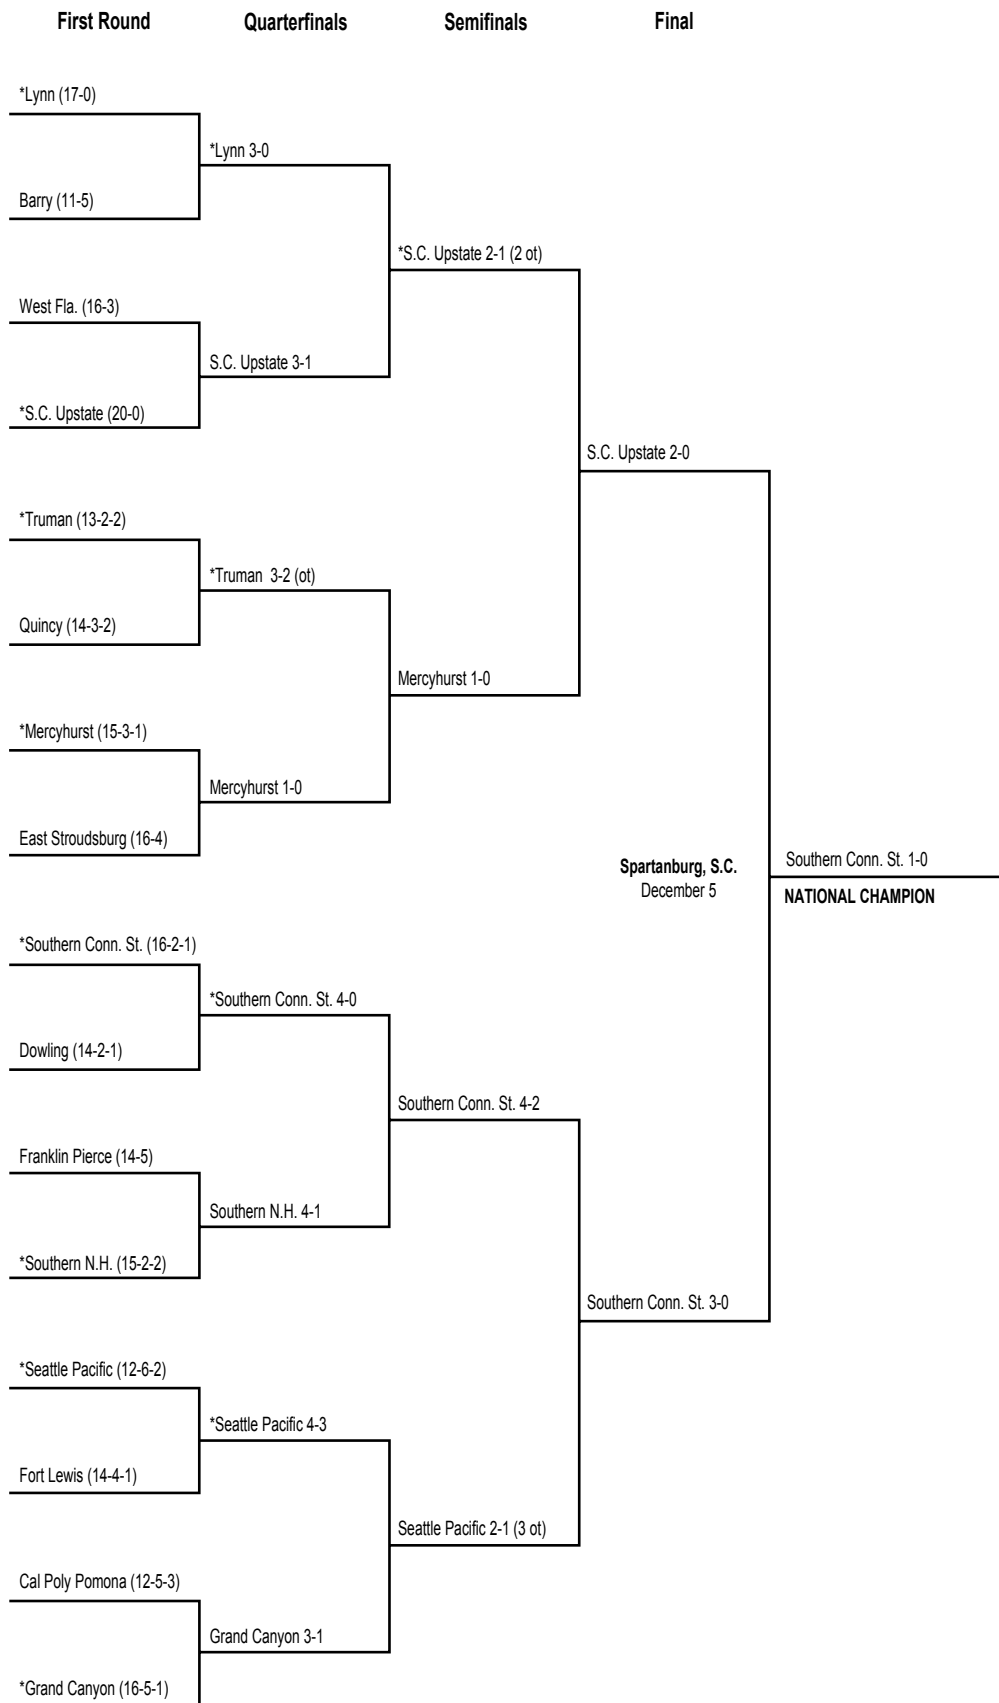 First Round Quarterfinals Semifinals Final
*Lynn (17-0)
*Lynn 3-0
Barry (11-5)
*S.C. Upstate 2-1 (2 ot)
West Fla. (16-3)
S.C. Upstate 3-1
*S.C. Upstate (20-0)
S.C. Upstate 2-0
*Truman (13-2-2)
*Truman  3-2 (ot)
Quincy (14-3-2)
Mercyhurst 1-0
*Mercyhurst (15-3-1)
Mercyhurst 1-0
East Stroudsburg (16-4)
Spartanburg, S.C.
December 5
Southern Conn. St. 1-0
NATIONAL CHAMPION
*Southern Conn. St. (16-2-1)
*Southern Conn. St. 4-0
Dowling (14-2-1)
Southern Conn. St. 4-2
Franklin Pierce (14-5)
Southern N.H. 4-1
*Southern N.H. (15-2-2)
Southern Conn. St. 3-0
*Seattle Pacific (12-6-2)
*Seattle Pacific 4-3
Fort Lewis (14-4-1)
Seattle Pacific 2-1 (3 ot)
Cal Poly Pomona (12-5-3)
Grand Canyon 3-1
*Grand Canyon (16-5-1)